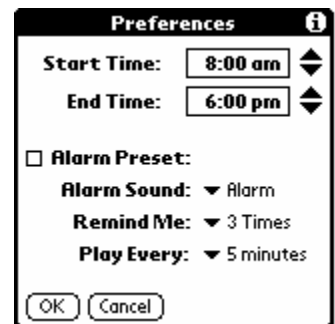 Preferences i
Start Time: 8:00 am
End Time: 6:00 pm
Alarm Preset:
Alarm Sound: Alarm
Remind Me: 3 Times
Play Every: 5 minutes
OK Cancel